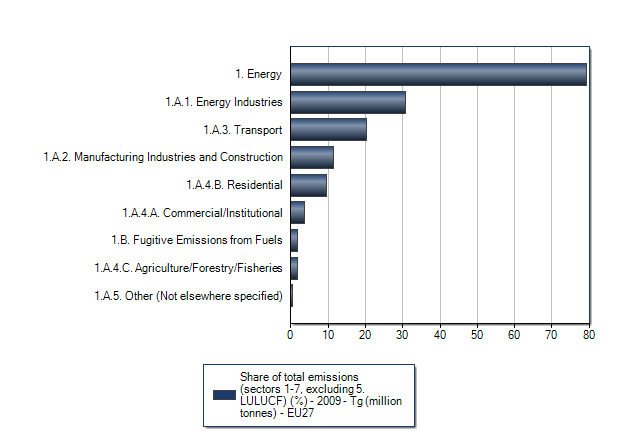 1. Energy
1.A.1. Energy Industries
1.A.3. Transport
1.A.2. Manufacturing Industries and Construction
1.A.4.B. Residential
1.A.4.A. Commercial/Institutional
1.B. Fugitive Emissions from Fuels
1.A.4.C. Agriculture/Forestry/Fisheries
1.A.5. Other (Not elsewhere specified)
0 10 20 30 40 50 60 70 80
Share of total emissions
(sectors 1-7, excluding 5.
LULUCF) (%) - 2009 - Tg (million
tonnes) - EU27